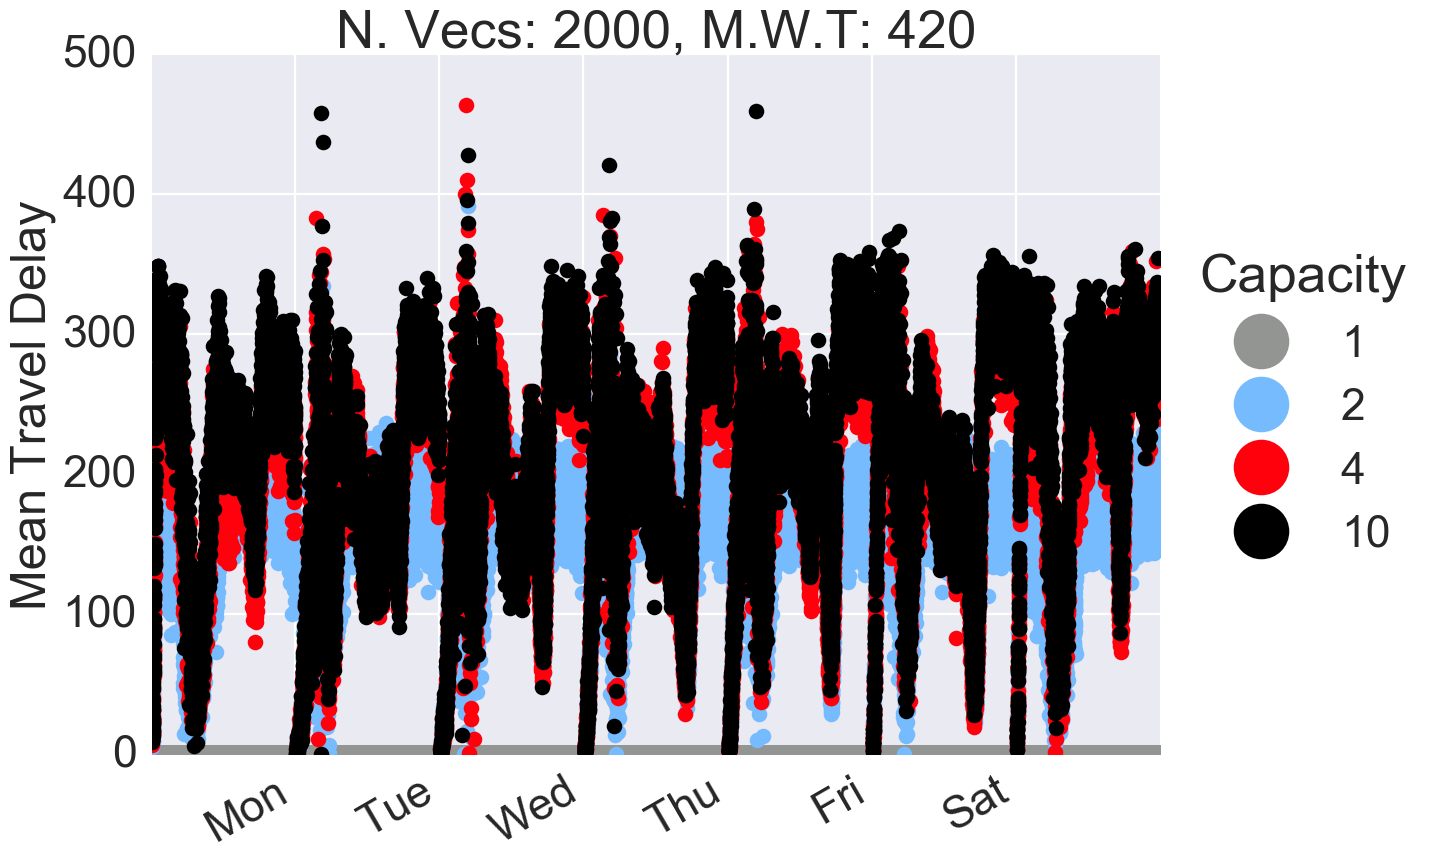 N. Vecs: 2000, M.W.T: 420
Mean Travel Delay
500
400
300
200
100
0
Mon
Tue
Wed
Thu
Fri
Sat
Capacity
1
2
4
10